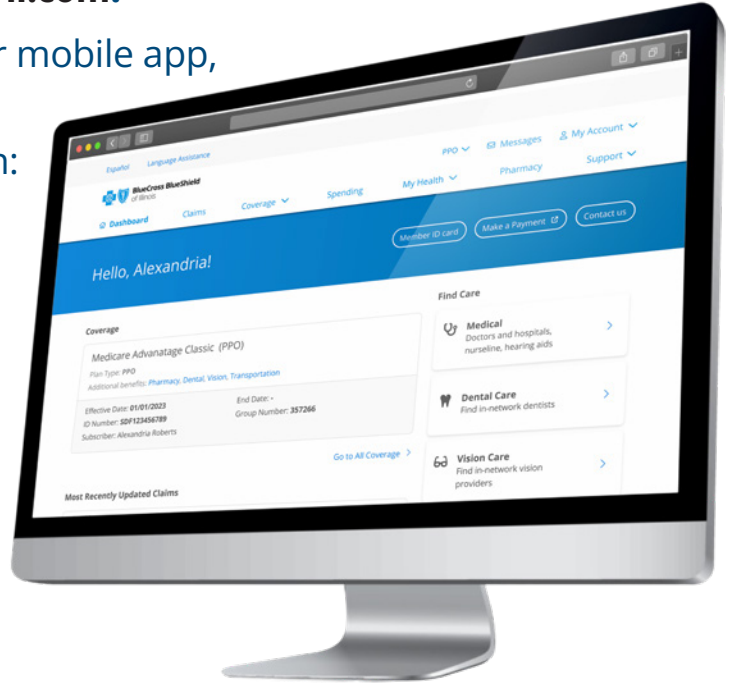 r mobile app,
Español Language Assistance
BlueCross BlueShield
of Illinois
PPO Messages My Account
Dashboard Claims Coverage Spending My Health Pharmacy Support
Hello, Alexandria!
Member ID card Make a Payment Contact us
Coverage
Medicare Advanatage Classic (PPO)
Plan Type: PPO
Additional benefits: Pharmacy, Dental, Vision, Transportation
Effective Date: 01/01/2023 End Date: -
ID Number: SDF123456789 Group Number: 357266
Subscriber: Alexandria Roberts
Go to All Coverage
Most Recently Updated Claims
Find Care
Medical
Doctors and hospitals,
nurseline, hearing aids
Dental Care
Find in-network dentists
Vision Care
Find in-network vision
providers